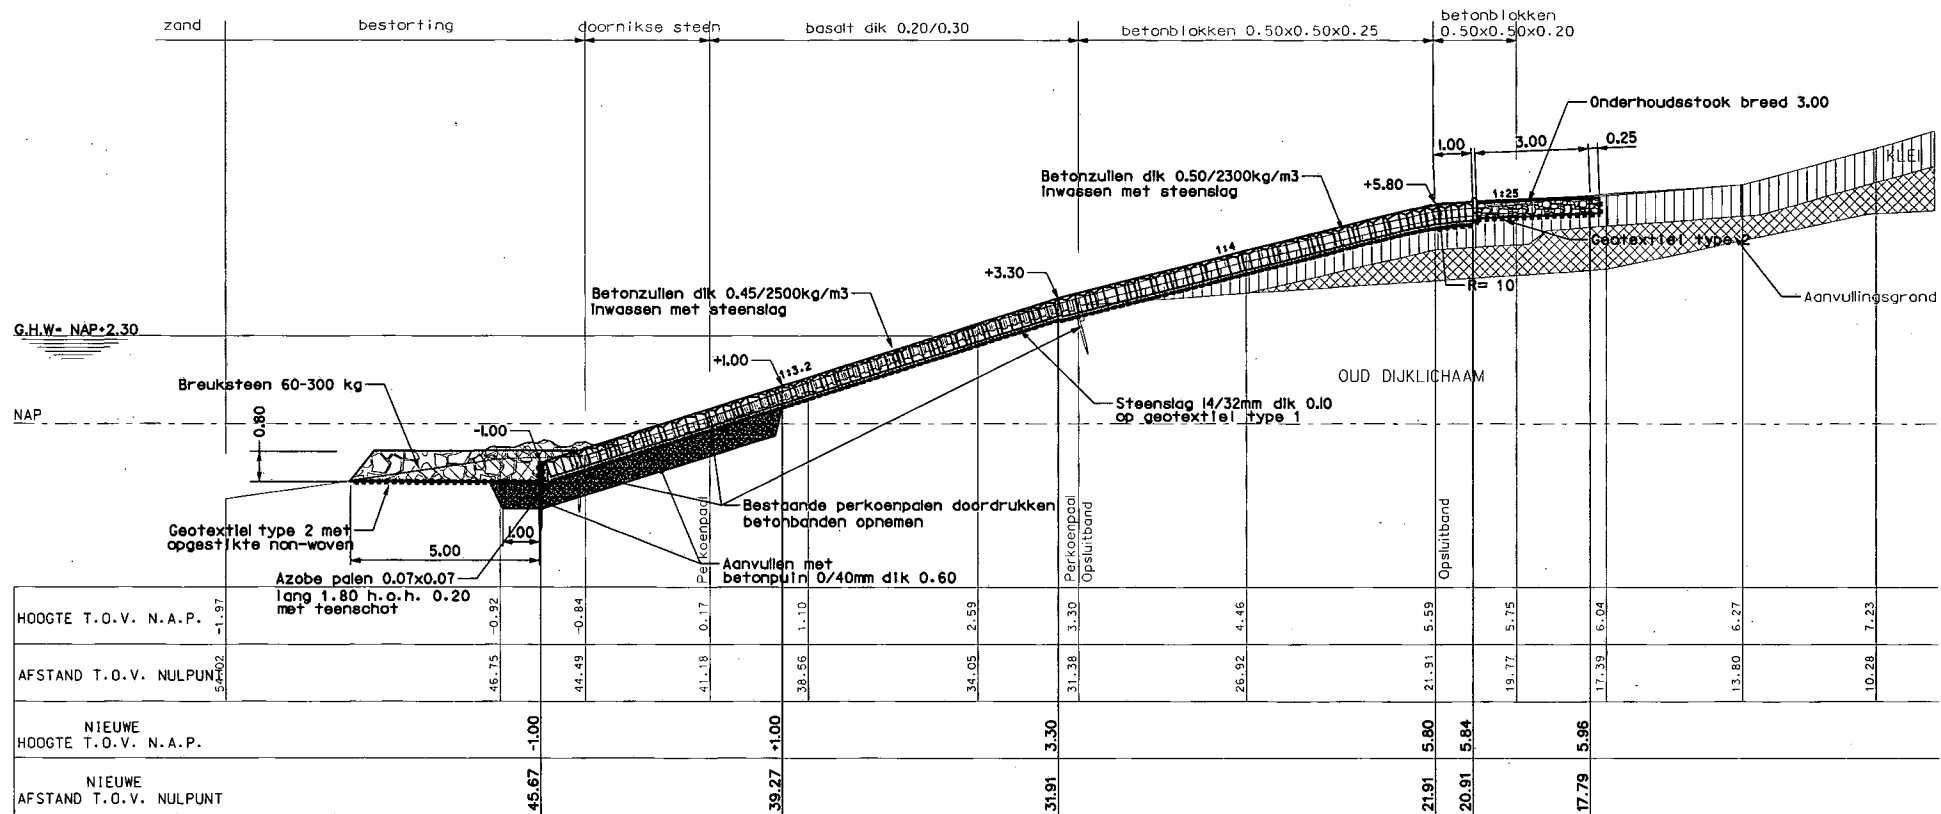 zand
bestorting
doornikse steen
basalt dik 0.20/0.30
betonblokken 0.50x0.50x0.25
betonblokken
0.50x0.50x0.20
Onderhoudsstook breed 3.00
1.00
3.00
0.25
KLEI
Betonzuilen dik 0.50/2300kg/m3
inwassen met steenslag
+5.80
1:25
Geotextiel type 2
1:4
R= 10
+3.30
Aanvullingsgrond
Betonzuilen dik 0.45/2500kg/m3
inwassen met steenslag
G.H.W= NAP+2.30
+1.00
1:3.2
OUD DIJKLICHAAM
Breuksteen 60-300 kg
Steenslag 14/32mm dik 0.10
op geotextiel type 1
NAP
0.80
-1.00
Bestaande perkoenpalen doordrukken
betonbanden opnemen
Geotextiel type 2 met
opgestikte non-woven
1.00
5.00
Perkoenpaal
Perkoenpaal
Opsluitband
Opsluitband
Aanvullen met
betonpuin 0/40mm dik 0.60
Azobe palen 0.07x0.07
lang 1.80 h.o.h. 0.20
met teenschot
HOOGTE T.O.V. N.A.P. -1.97 -0.92 -0.84 0.17 1.10 2.59 3.30 4.46 5.59 5.75 6.04 6.27 7.23
AFSTAND T.O.V. NULPUNT 54.02 46.75 44.49 41.18 38.56 34.05 31.38 26.92 21.91 19.77 17.39 13.80 10.28
NIEUWE
HOOGTE T.O.V. N.A.P. -1.00 +1.00 3.30 5.80 5.84 5.96
NIEUWE
AFSTAND T.O.V. NULPUNT 45.67 39.27 31.91 21.91 20.91 17.79